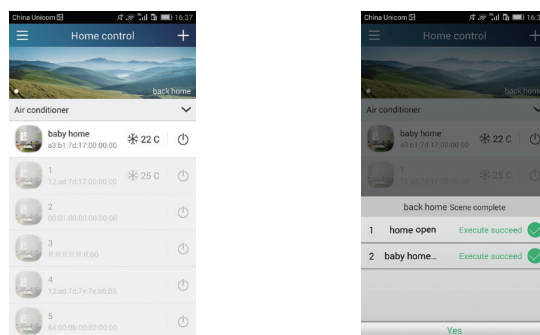 China Unicom 16:37
Home control
back home
Air conditioner
baby home
a3:b1:7d:17:00:00:00
22 C
1
12:ad:7d:17:00:00:00
25 C
2
00:01:00:00:00:00:00
3
ff:ff:ff:ff:ff:ff:00
4
12:ad:7d:7e:7e:b6:05
5
64:00:0b:00:02:00:00
China Unicom
Home control
back home
Air conditioner
baby home
a3:b1:7d:17:00:00:00
22 C
1
25 C
back home Scene complete
1 home open Execute succeed
2 baby home... Execute succeed
Yes